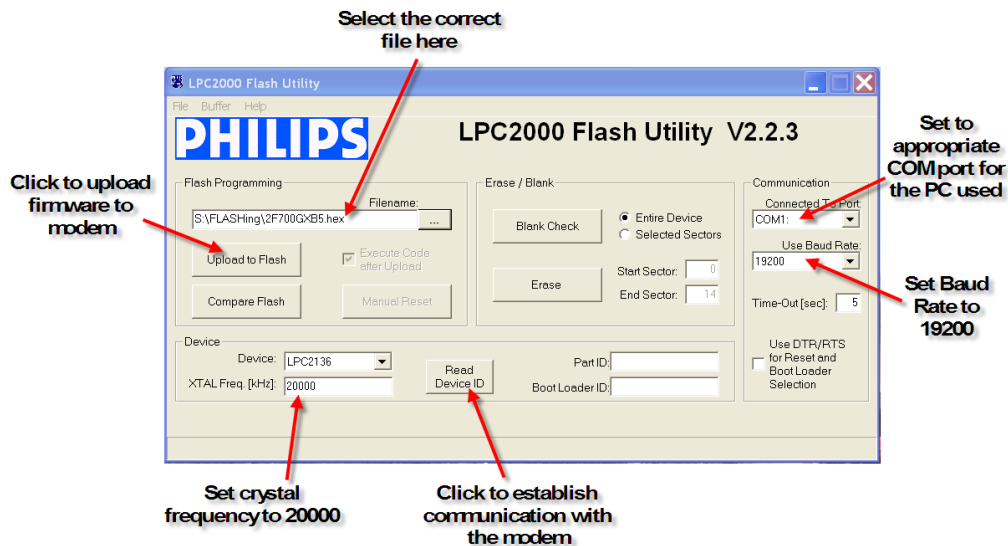 Select the correct
file here
LPC2000 Flash Utility
File Buffer Help
PHILIPS
LPC2000 Flash Utility V2.2.3
Set to
appropriate
COM port for
the PC used
Click to upload
firmware to
modem
Flash Programming
Filename:
S:\FLASHing\2F700GXB5.hex
...
Upload to Flash
Execute Code
after Upload
Compare Flash
Manual Reset
Erase / Blank
Blank Check
Entire Device
Selected Sectors
Erase
Start Sector: 0
End Sector: 14
Communication
Connected To Port:
COM1:
Use Baud Rate:
19200
Time-Out [sec]: 5
Use DTR/RTS
for Reset and
Boot Loader
Selection
Set Baud
Rate to
19200
Device
Device: LPC2136
XTAL Freq. [kHz]: 20000
Read
Device ID
Part ID:
Boot Loader ID:
Set crystal
frequency to 20000
Click to establish
communication with
the modem